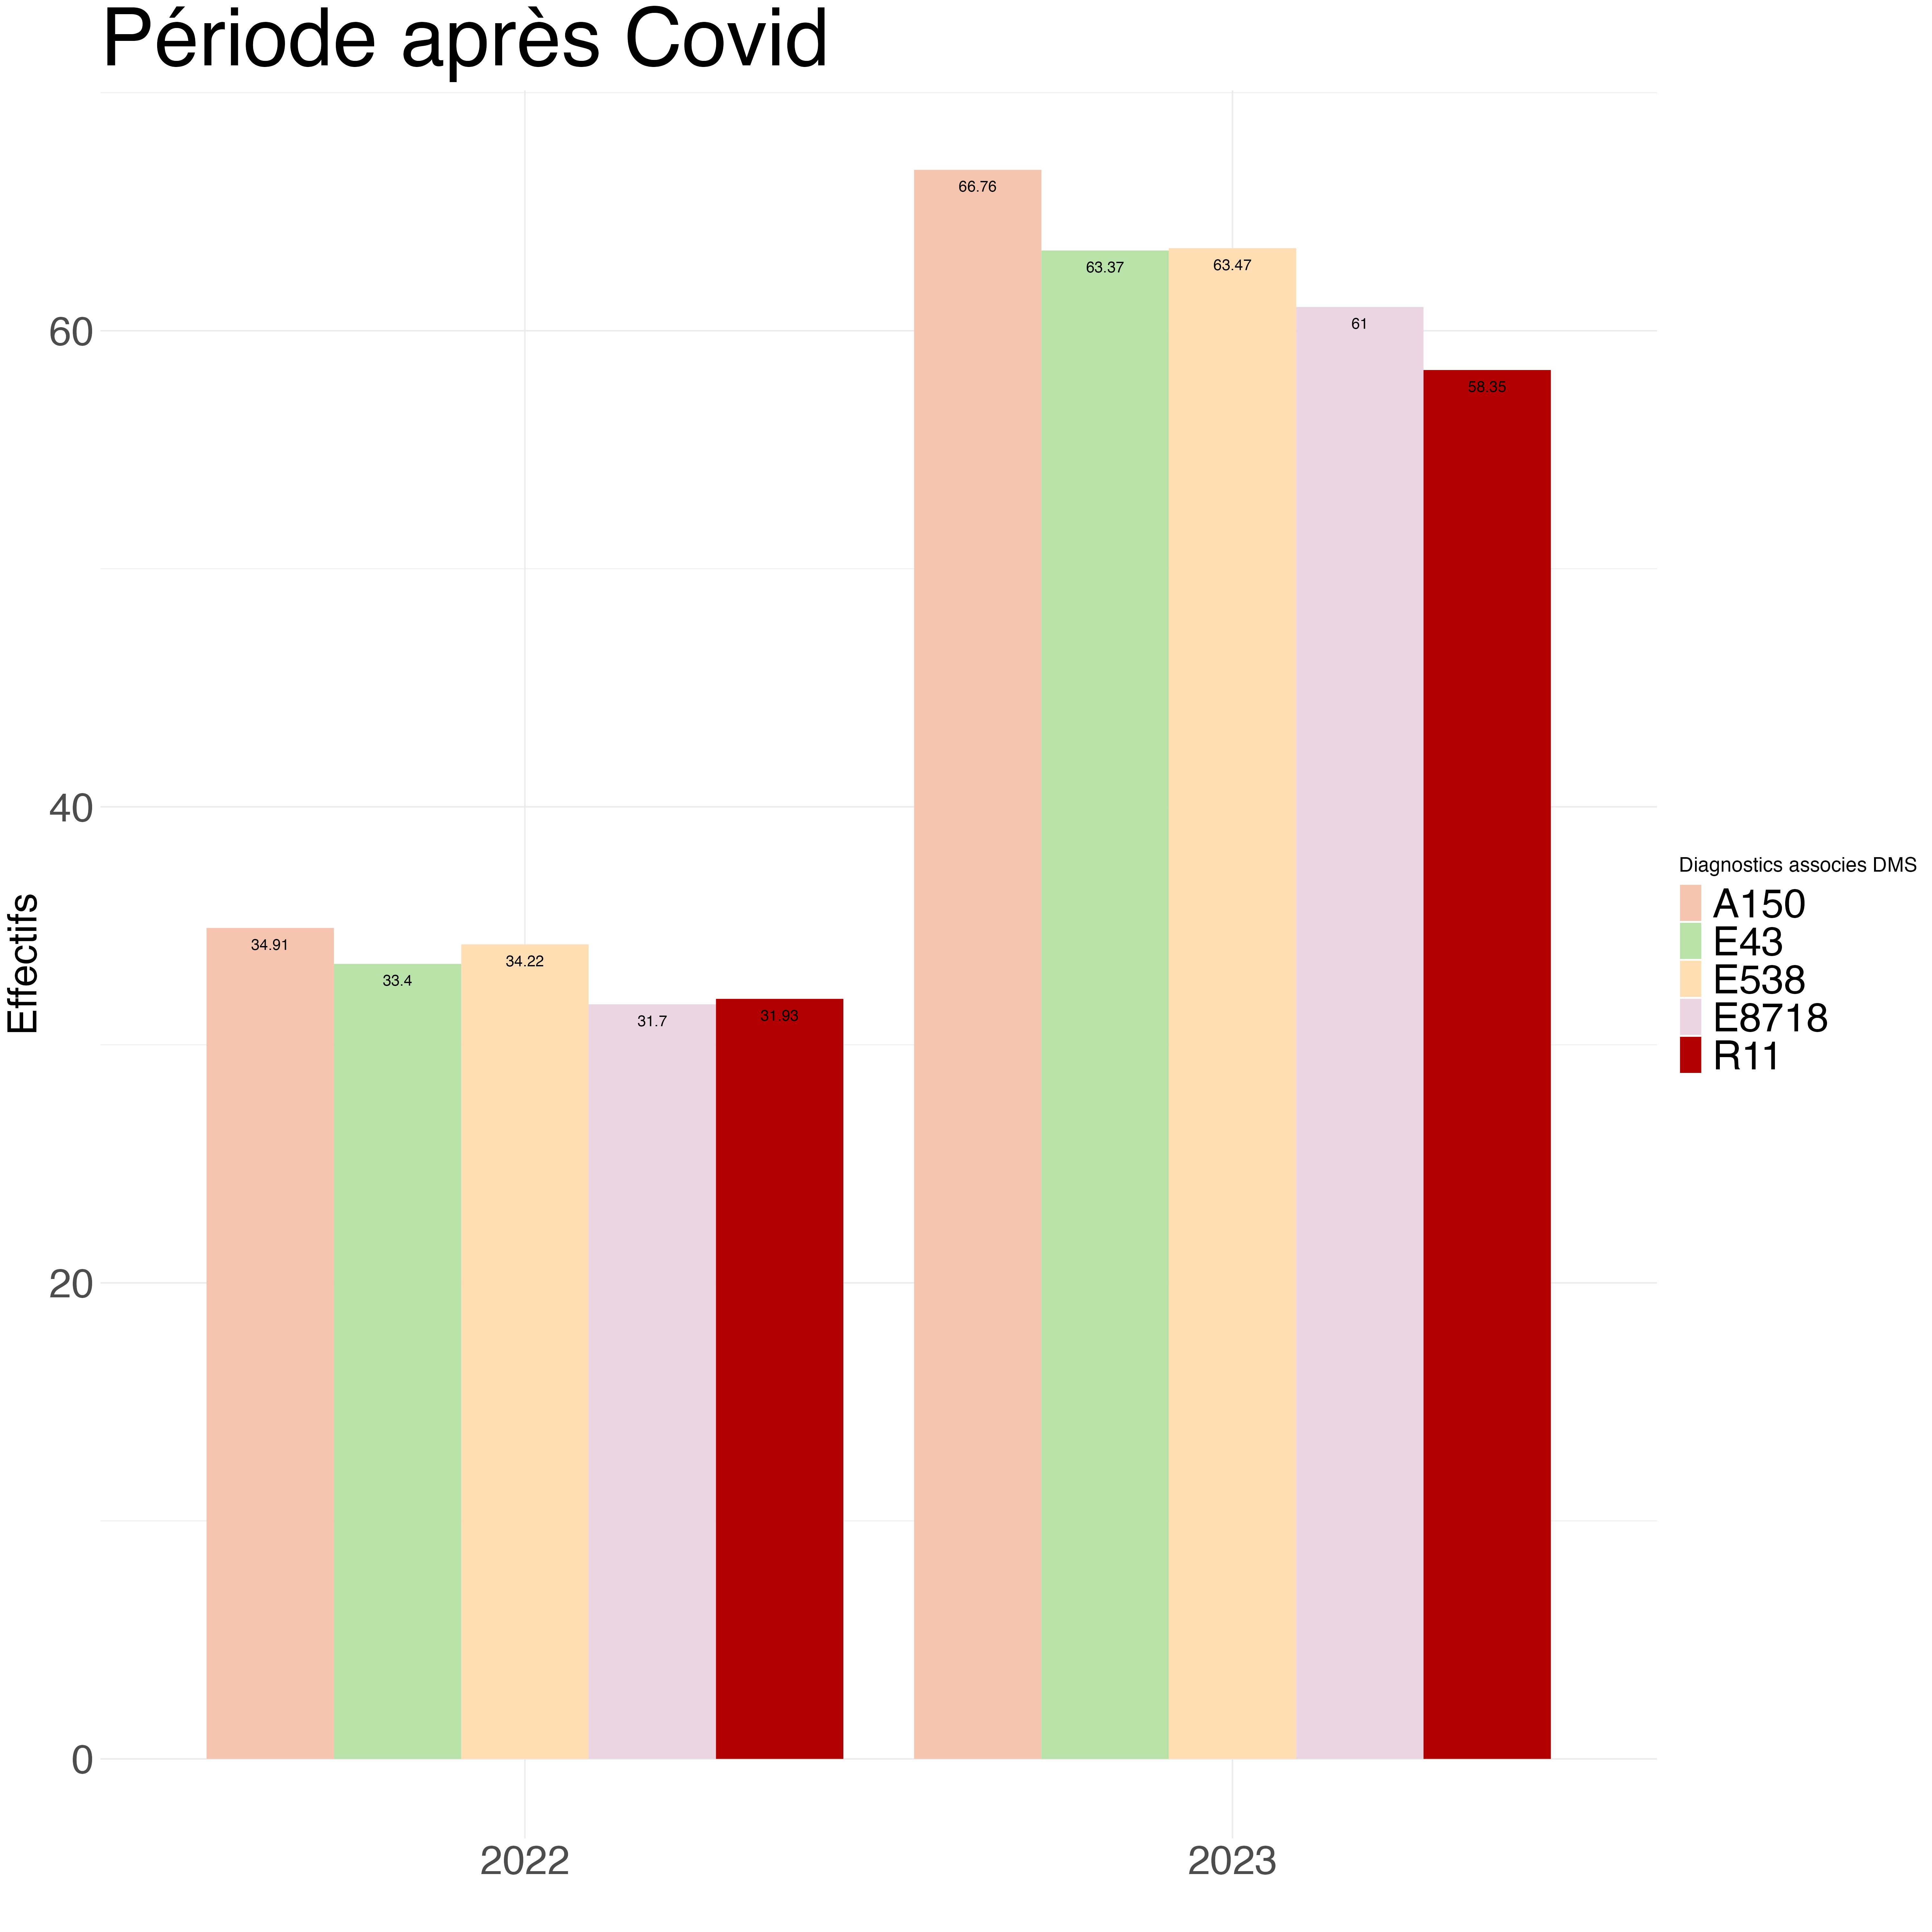 Période après Covid
Effectifs
60
40
20
0
34.91
33.4
34.22
31.7
31.93
66.76
63.37
63.47
61
58.35
2022
2023
Diagnostics associes DMS
A150
E43
E538
E8718
R11